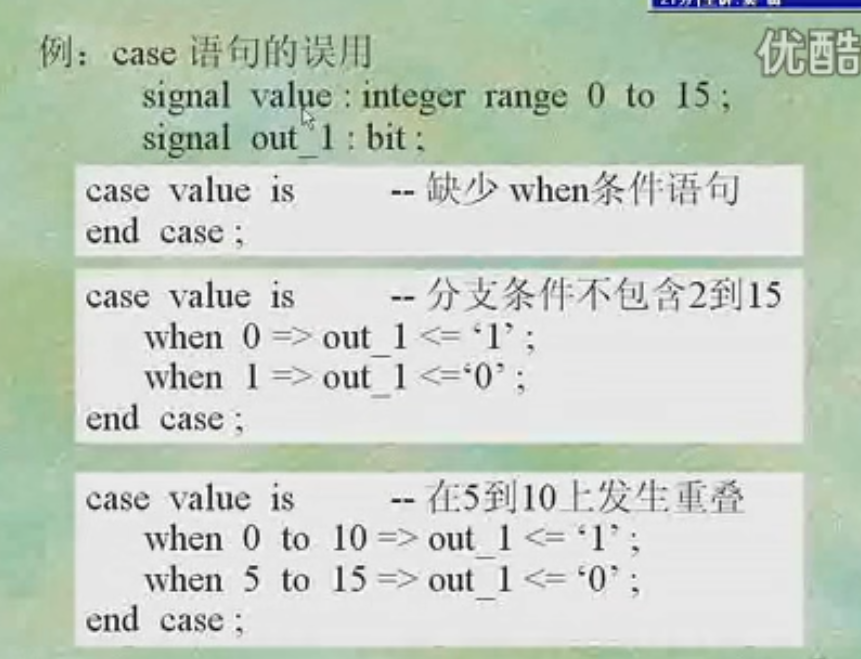 优酷
例：case 语句的误用
signal value : integer range 0 to 15 ;
signal out_1 : bit ;
case value is -- 缺少 when条件语句
end case ;
case value is -- 分支条件不包含2到15
when 0 => out_1 <= ‘1’ ;
when 1 => out_1 <=‘0’ ;
end case ;
case value is -- 在5到10上发生重叠
when 0 to 10 => out_1 <= ‘1’ ;
when 5 to 15 => out_1 <= ‘0’ ;
end case ;